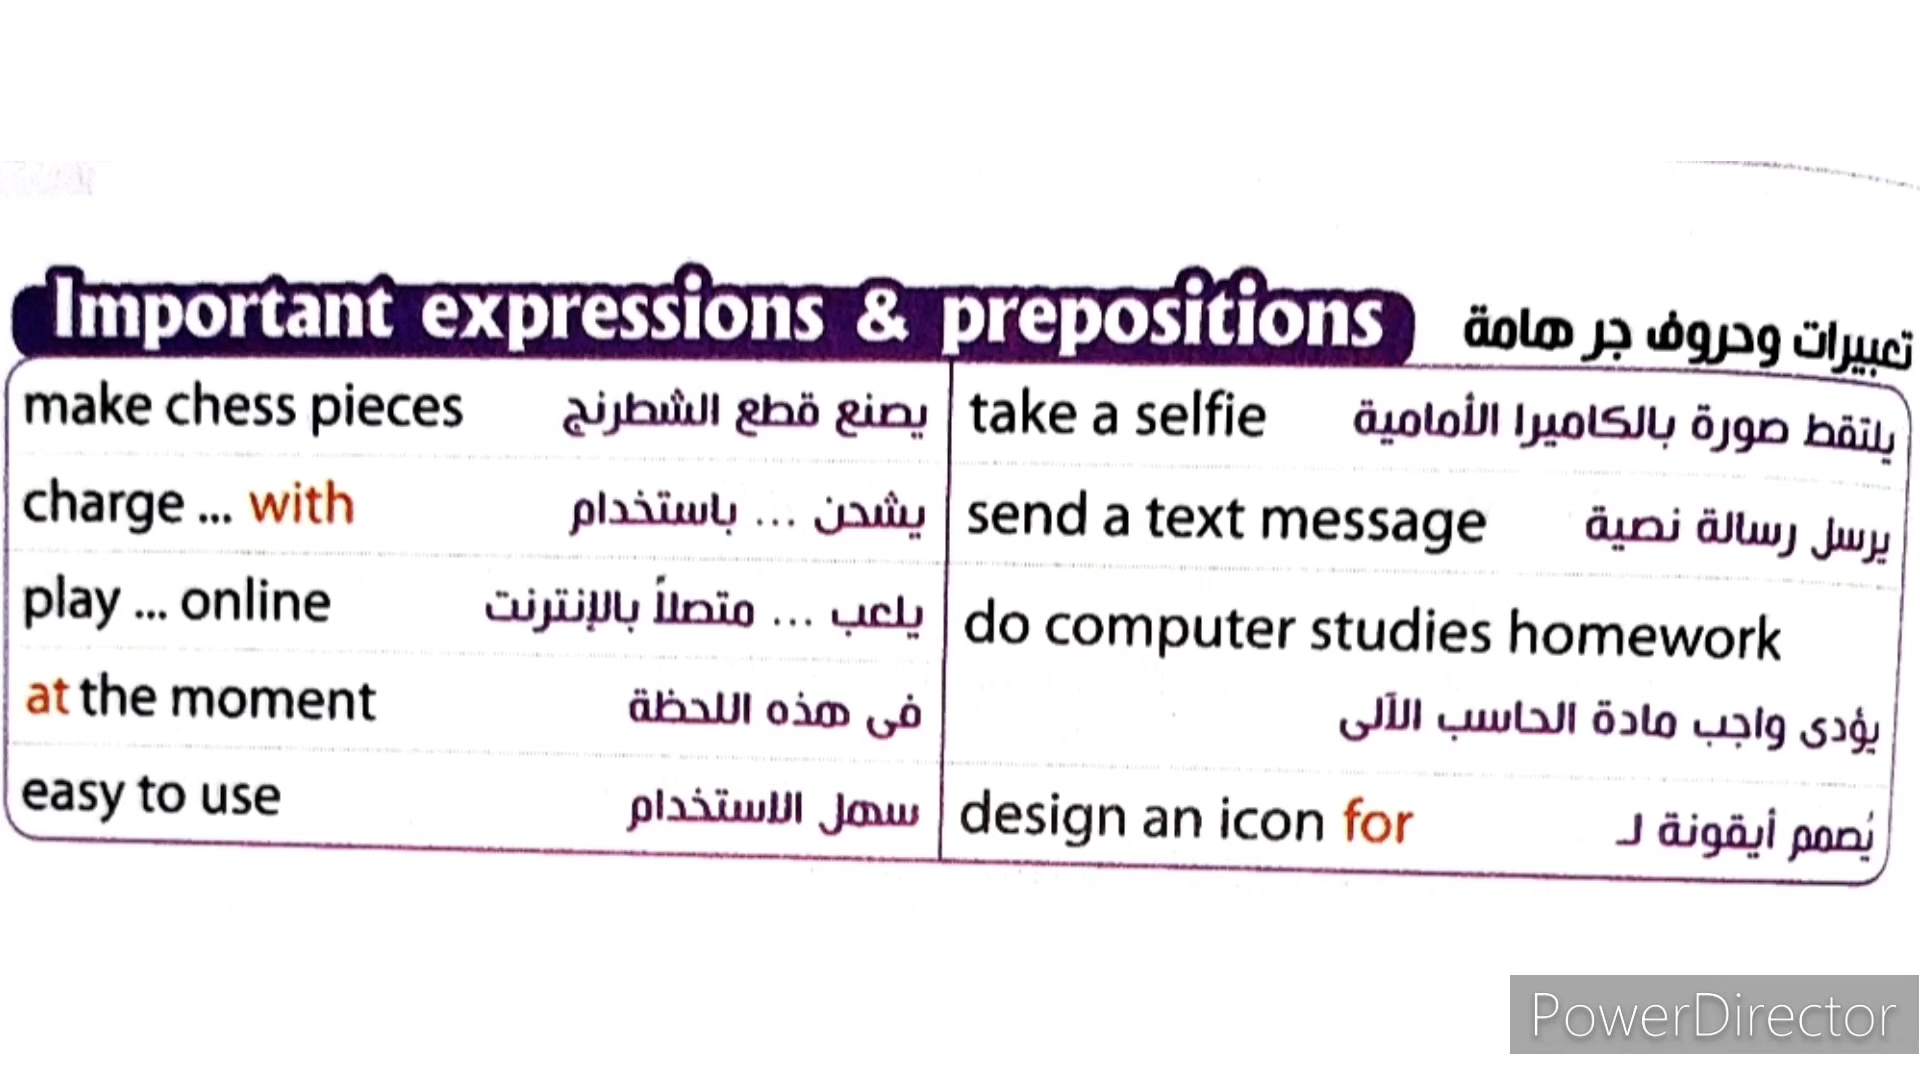 Important expressions & prepositions تعبيرات وحروف جر هامة
make chess pieces يصنع قطع الشطرنج
charge ... with يشحن ... باستخدام
play ... online يلعب ... متصلاً بالإنترنت
at the moment فى هذه اللحظة
easy to use سهل الاستخدام
take a selfie يلتقط صورة بالكاميرا الأمامية
send a text message يرسل رسالة نصية
do computer studies homework
يؤدى واجب مادة الحاسب الآلى
design an icon for يُصمم أيقونة لـ
PowerDirector